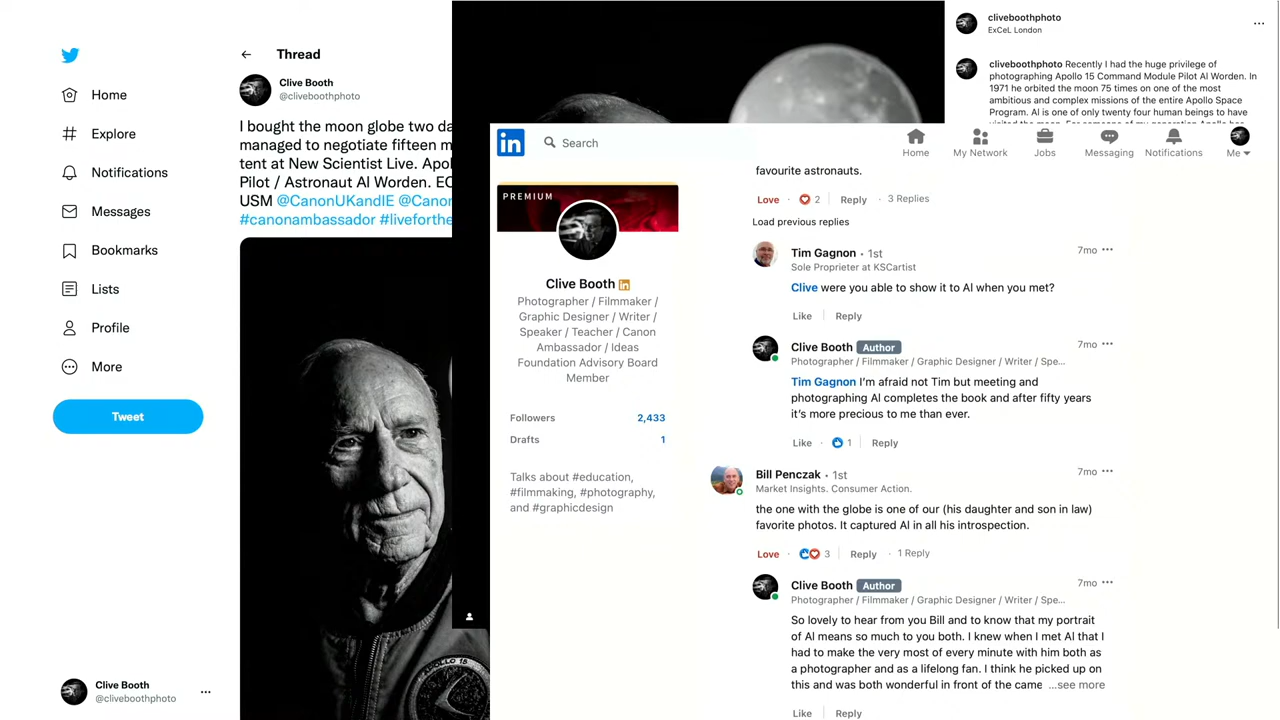 Home
Explore
Notifications
Messages
Bookmarks
Lists
Profile
More
Tweet
Clive Booth
@cliveboothphoto
Thread
Clive Booth
@cliveboothphoto
I bought the moon globe two da
managed to negotiate fifteen m
tent at New Scientist Live. Apol
Pilot / Astronaut Al Worden. EO
USM @CanonUKandIE @Canon
#canonambassador #liveforthe
APOLLO 15
cliveboothphoto
ExCeL London
cliveboothphoto Recently I had the huge privilege of
photographing Apollo 15 Command Module Pilot Al Worden. In
1971 he orbited the moon 75 times on one of the most
ambitious and complex missions of the entire Apollo Space
Program. Al is one of only twenty four human beings to have
in
Search
Home
My Network
Jobs
Messaging
Notifications
Me
PREMIUM
Clive Booth in
Photographer / Filmmaker /
Graphic Designer / Writer /
Speaker / Teacher / Canon
Ambassador / Ideas
Foundation Advisory Board
Member
Followers 2,433
Drafts 1
Talks about #education,
#filmmaking, #photography,
and #graphicdesign
favourite astronauts.
Love · 2 Reply · 3 Replies
Load previous replies
Tim Gagnon · 1st 7mo
Sole Proprieter at KSCartist
Clive were you able to show it to Al when you met?
Like Reply
Clive Booth Author 7mo
Photographer / Filmmaker / Graphic Designer / Writer / Spe...
Tim Gagnon I'm afraid not Tim but meeting and
photographing Al completes the book and after fifty years
it's more precious to me than ever.
Like · 1 Reply
Bill Penczak · 1st 7mo
Market Insights. Consumer Action.
the one with the globe is one of our (his daughter and son in law)
favorite photos. It captured Al in all his introspection.
Love · 3 Reply · 1 Reply
Clive Booth Author 7mo
Photographer / Filmmaker / Graphic Designer / Writer / Spe...
So lovely to hear from you Bill and to know that my portrait
of Al means so much to you both. I knew when I met Al that I
had to make the very most of every minute with him both as
a photographer and as a lifelong fan. I think he picked up on
this and was both wonderful in front of the came ...see more
Like Reply